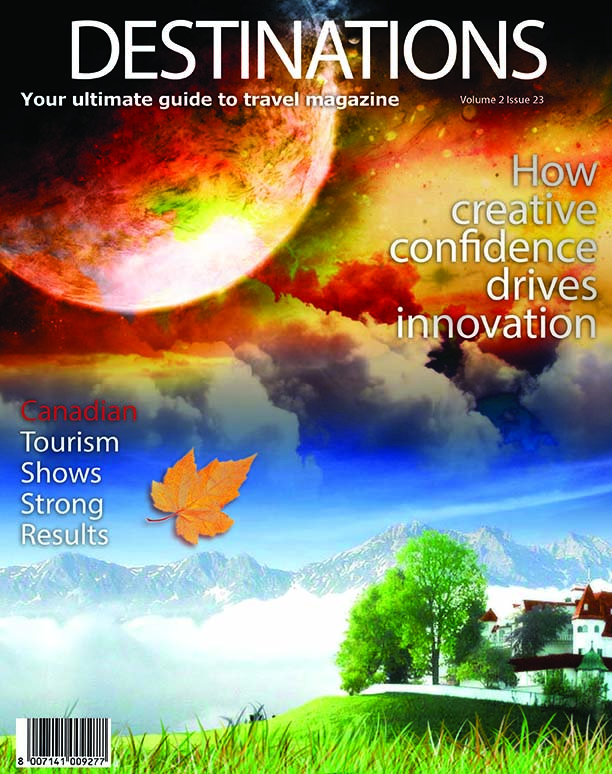 DESTINATIONS
Your ultimate guide to travel magazine
Volume 2 Issue 23
How
creative
confidence
drives
innovation
Canadian
Tourism
Shows
Strong
Results
8 007141 009277